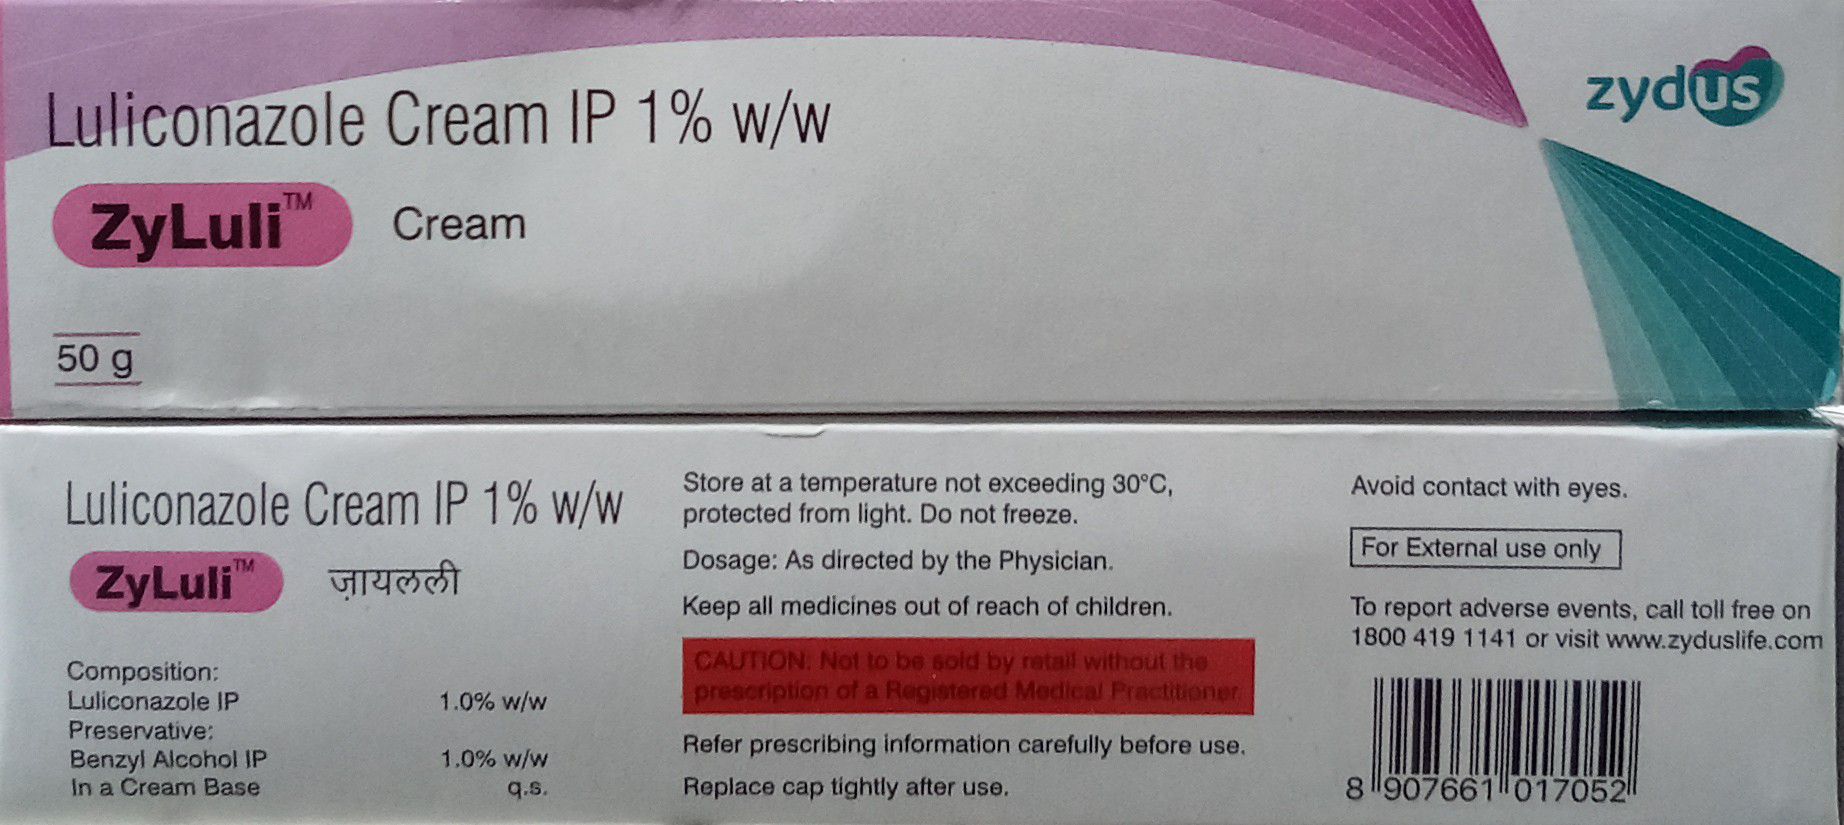 Luliconazole Cream IP 1% w/w
zydus
ZyLuli™ Cream
50 g
Luliconazole Cream IP 1% w/w
ZyLuli™ ज़ायलली
Composition:
Luliconazole IP 1.0% w/w
Preservative:
Benzyl Alcohol IP 1.0% w/w
In a Cream Base q.s.
Store at a temperature not exceeding 30°C,
protected from light. Do not freeze.
Dosage: As directed by the Physician.
Keep all medicines out of reach of children.
CAUTION: Not to be sold by retail without the
prescription of a Registered Medical Practitioner.
Refer prescribing information carefully before use.
Replace cap tightly after use.
Avoid contact with eyes.
For External use only
To report adverse events, call toll free on
1800 419 1141 or visit www.zyduslife.com
8 907661 017052